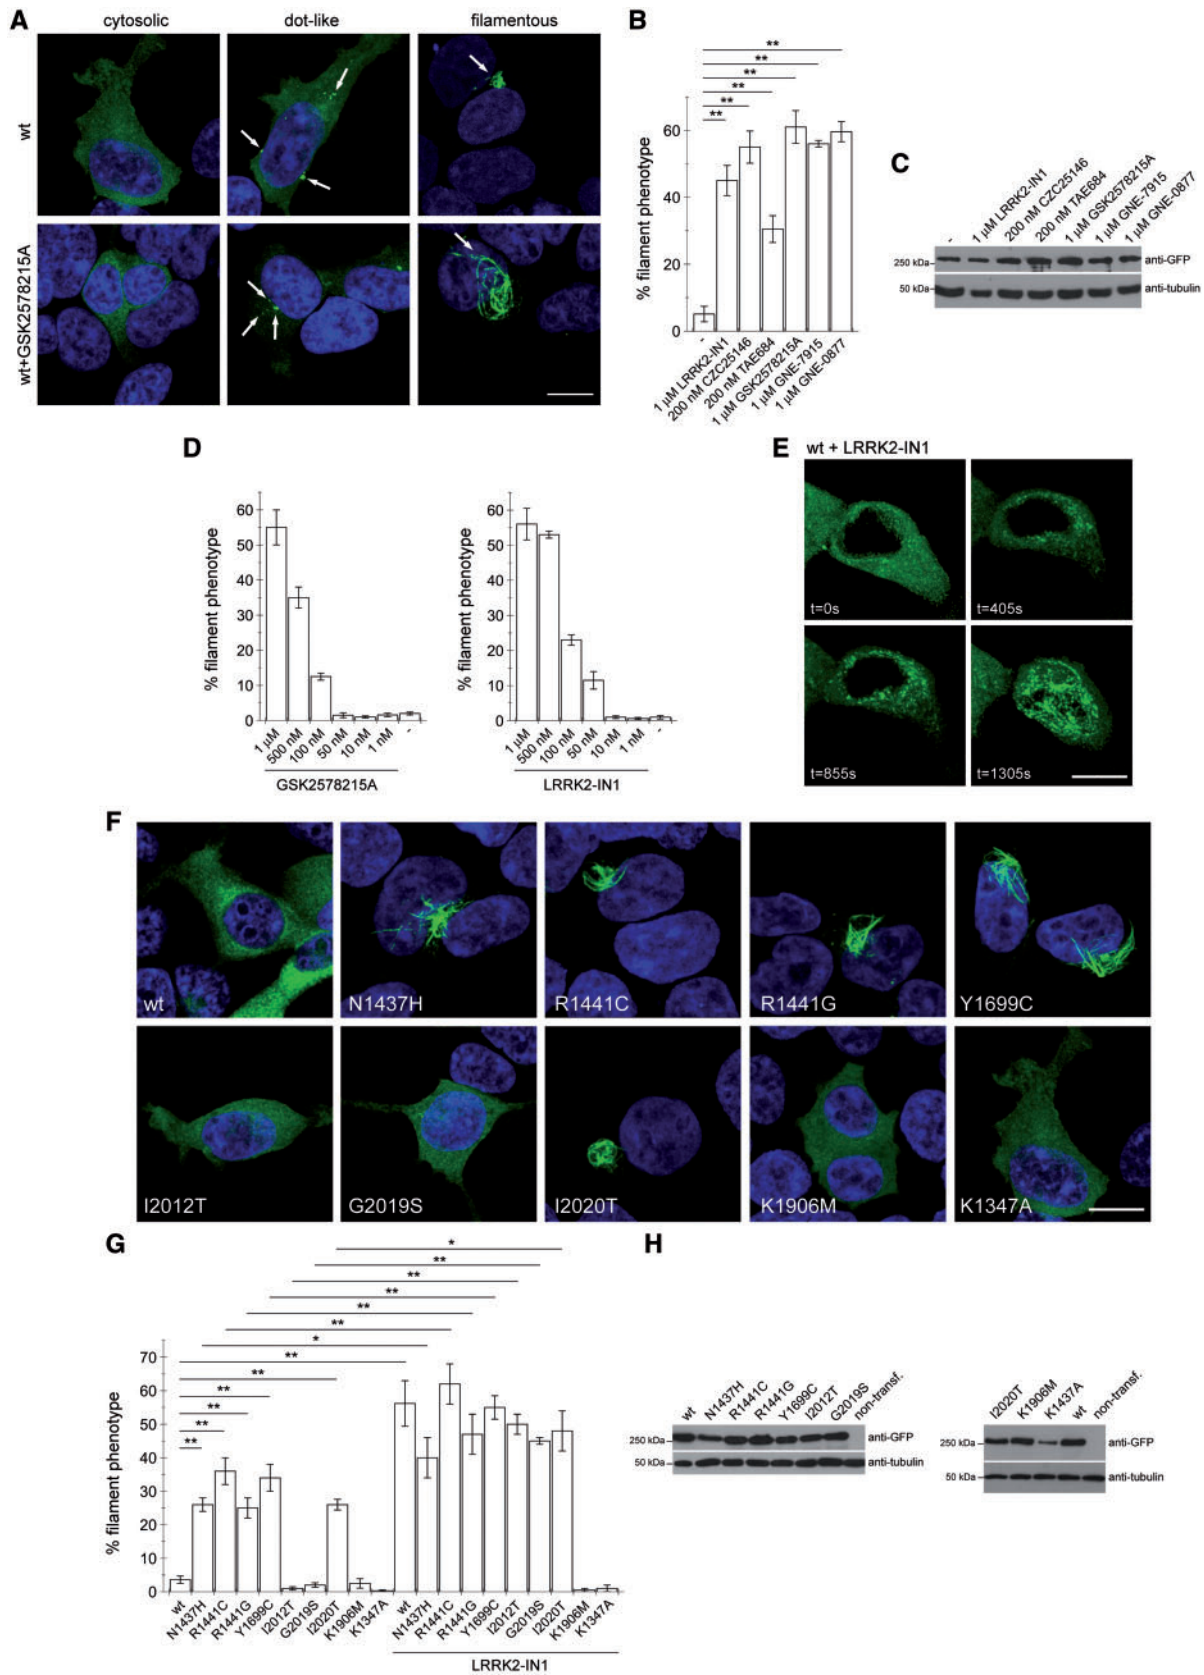 A
cytosolic
dot-like
filamentous
wt
wt+GSK2578215A
B
**
**
**
**
**
**
% filament phenotype
60
40
20
0
-
1 µM LRRK2-IN1
200 nM CZC25146
200 nM TAE684
1 µM GSK2578215A
1 µM GNE-7915
1 µM GNE-0877
C
-
1 µM LRRK2-IN1
200 nM CZC25146
200 nM TAE684
1 µM GSK2578215A
1 µM GNE-7915
1 µM GNE-0877
250 kDa
anti-GFP
50 kDa
anti-tubulin
D
% filament phenotype
60
50
40
30
20
10
0
1 µM
500 nM
100 nM
50 nM
10 nM
1 nM
-
GSK2578215A
% filament phenotype
60
50
40
30
20
10
0
1 µM
500 nM
100 nM
50 nM
10 nM
1 nM
-
LRRK2-IN1
E
wt + LRRK2-IN1
t=0s
t=405s
t=855s
t=1305s
F
wt
N1437H
R1441C
R1441G
Y1699C
I2012T
G2019S
I2020T
K1906M
K1347A
G
*
**
**
**
**
**
*
**
**
**
**
**
**
% filament phenotype
70
60
50
40
30
20
10
0
wt
N1437H
R1441C
R1441G
Y1699C
I2012T
G2019S
I2020T
K1906M
K1347A
wt
N1437H
R1441C
R1441G
Y1699C
I2012T
G2019S
I2020T
K1906M
K1347A
LRRK2-IN1
H
wt
N1437H
R1441C
R1441G
Y1699C
I2012T
G2019S
non-transf.
250 kDa
anti-GFP
50 kDa
anti-tubulin
I2020T
K1906M
K1437A
wt
non-transf.
250 kDa
anti-GFP
50 kDa
anti-tubulin